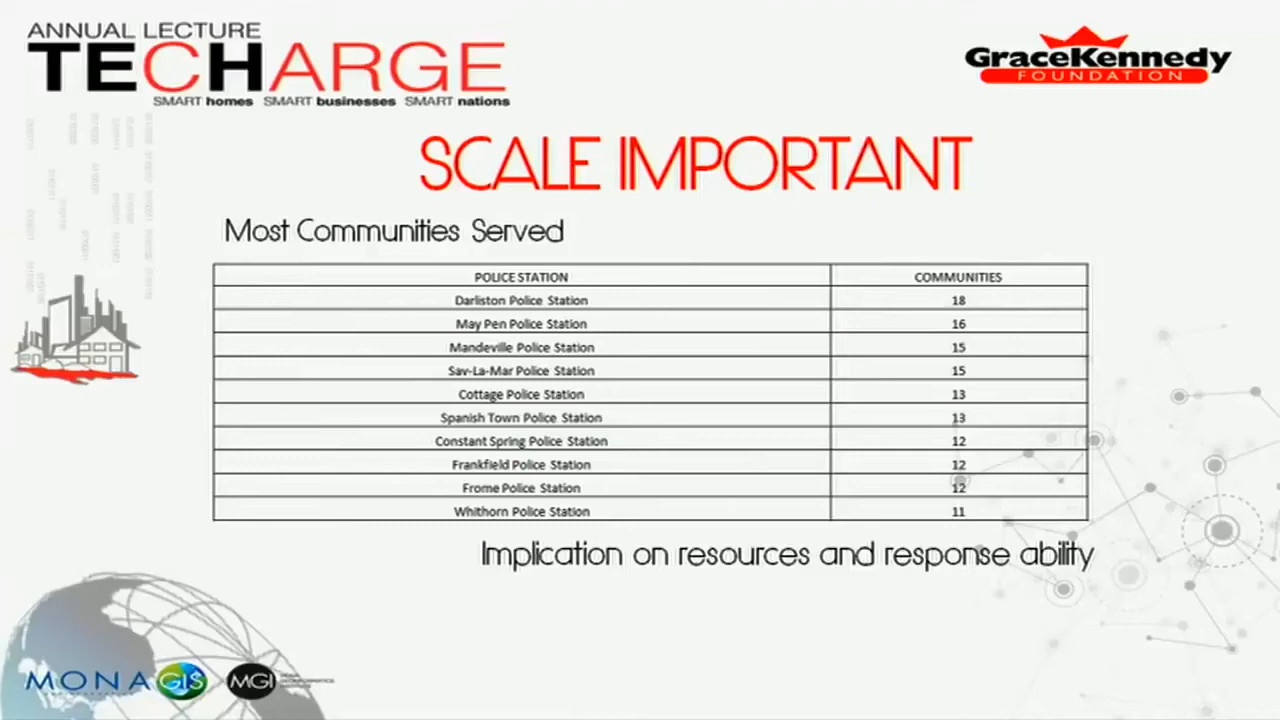 ANNUAL LECTURE
TECHARGE
SMART homes SMART businesses SMART nations
GraceKennedy
FOUNDATION
SCALE IMPORTANT
Most Communities Served
POLICE STATION COMMUNITIES
Darliston Police Station 18
May Pen Police Station 16
Mandeville Police Station 15
Sav-La-Mar Police Station 15
Cottage Police Station 13
Spanish Town Police Station 13
Constant Spring Police Station 12
Frankfield Police Station 12
Frome Police Station 12
Whithorn Police Station 11
Implication on resources and response ability
MONA GIS MGI